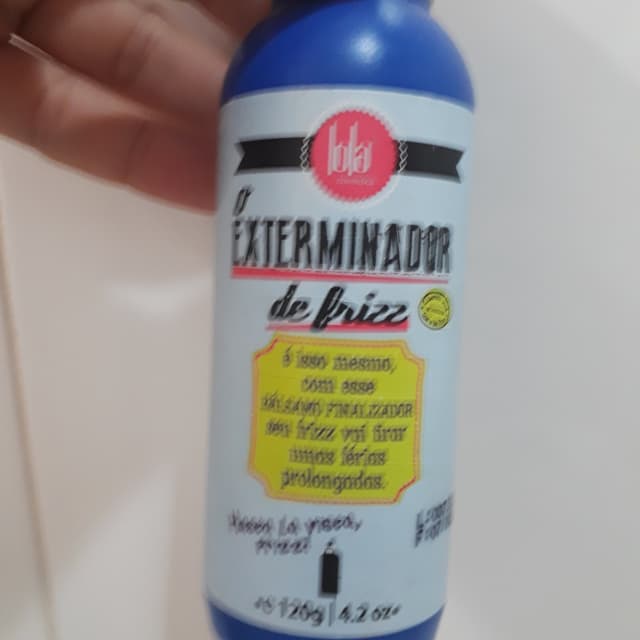 lola
O
EXTERMINADOR
de frizz
é isso mesmo,
com esse
BÁLSAMO FINALIZADOR
seu frizz vai tirar
umas férias
prolongadas.
frizz!
120g | 4.2 oz